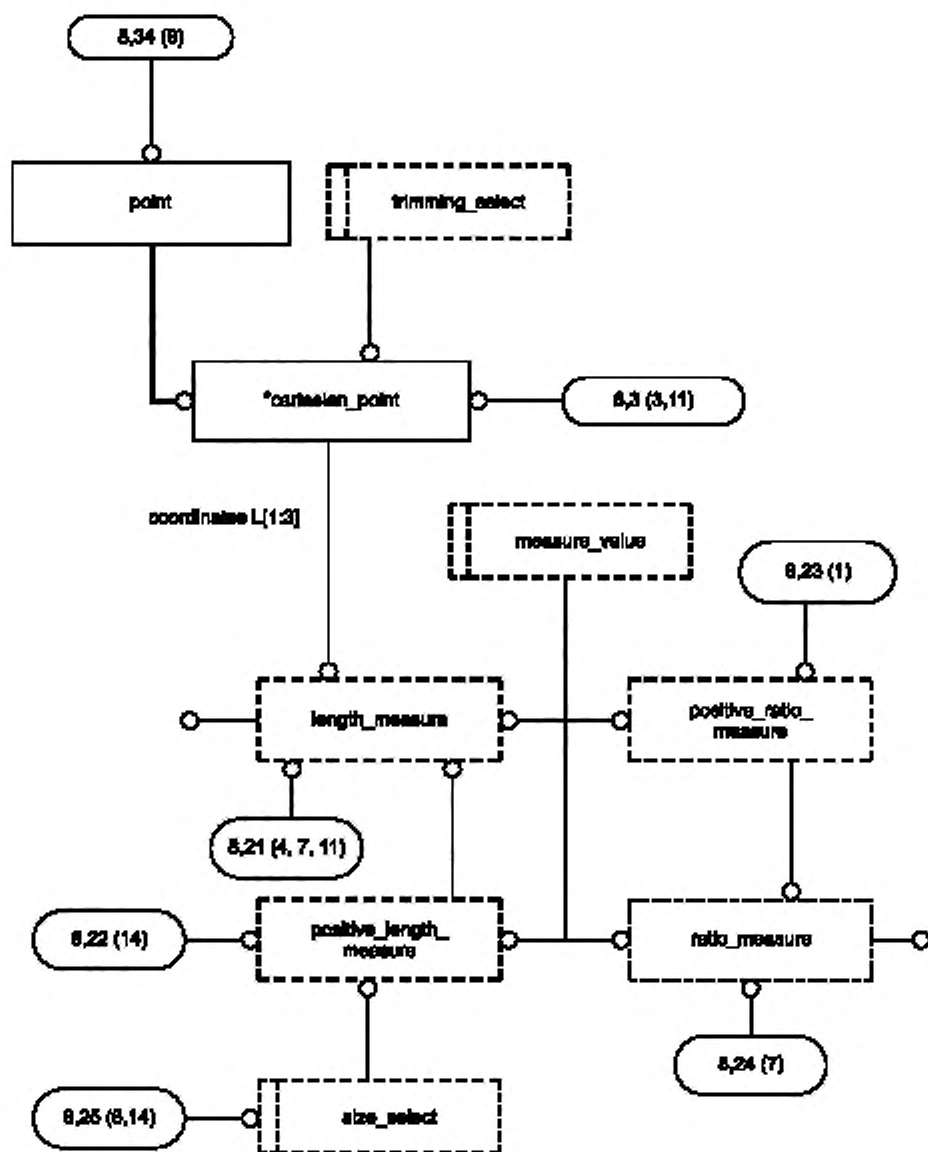 8,34 (9)
point
trimming_select
*cartesian_point
8,3 (3,11)
coordinates L[1:3]
measure_value
8,23 (1)
length_measure
positive_ratio_
measure
8,21 (4, 7, 11)
8,22 (14)
positive_length_
measure
ratio_measure
8,24 (7)
8,25 (6,14)
size_select